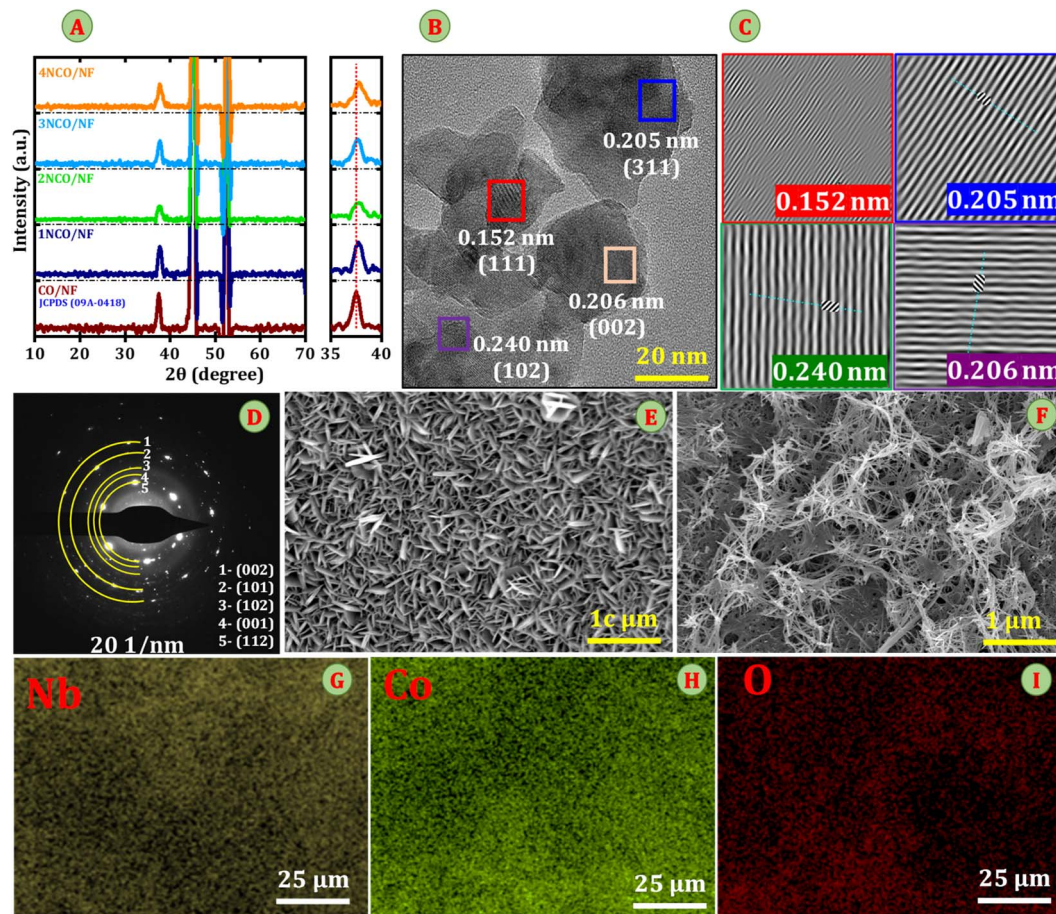 A
4NCO/NF
3NCO/NF
2NCO/NF
1NCO/NF
CO/NF
JCPDS (09A-0418)
Intensity (a.u.)
10 20 30 40 50 60 70
35 40
2θ (degree)
B
0.205 nm
(311)
0.152 nm
(111)
0.206 nm
(002)
0.240 nm
(102)
20 nm
C
0.152 nm
0.205 nm
0.240 nm
0.206 nm
D
1
2
3
4
5
1- (002)
2- (101)
3- (102)
4- (001)
5- (112)
20 1/nm
E
1c µm
F
1 µm
Nb
G
25 µm
Co
H
25 µm
O
I
25 µm